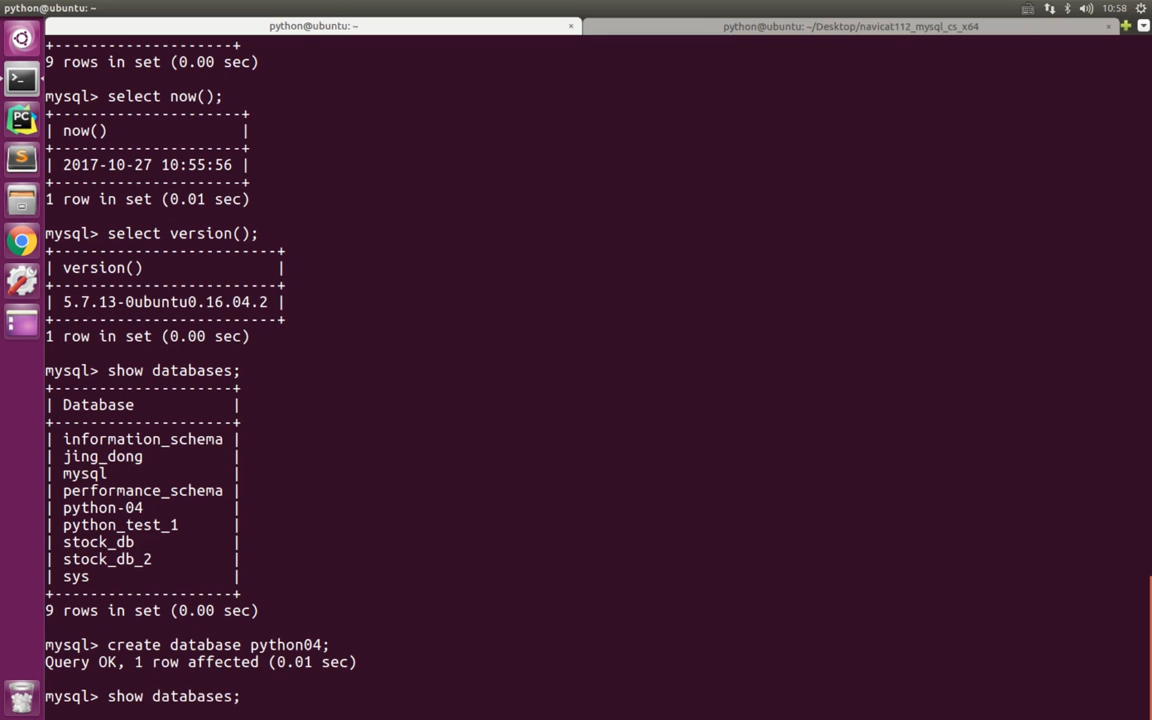 python@ubuntu: ~
10:58
python@ubuntu: ~ ×
python@ubuntu: ~/Desktop/navicat112_mysql_cs_x64 ×
+--------------------+
9 rows in set (0.00 sec)
mysql> select now();
+---------------------+
| now()               |
+---------------------+
| 2017-10-27 10:55:56 |
+---------------------+
1 row in set (0.01 sec)
mysql> select version();
+-------------------------+
| version()               |
+-------------------------+
| 5.7.13-0ubuntu0.16.04.2 |
+-------------------------+
1 row in set (0.00 sec)
mysql> show databases;
+--------------------+
| Database           |
+--------------------+
| information_schema |
| jing_dong          |
| mysql              |
| performance_schema |
| python-04          |
| python_test_1      |
| stock_db           |
| stock_db_2         |
| sys                |
+--------------------+
9 rows in set (0.00 sec)
mysql> create database python04;
Query OK, 1 row affected (0.01 sec)
mysql> show databases;
PC
S